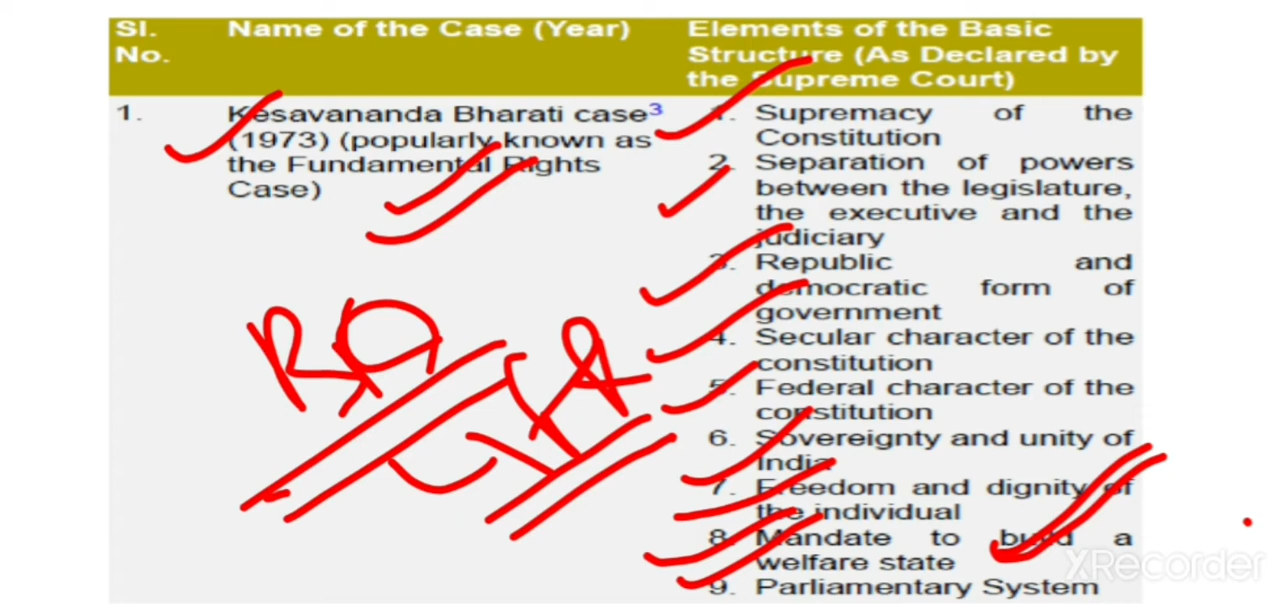 Sl. No.
Name of the Case (Year)
Elements of the Basic
Structure (As Declared by
the Supreme Court)
1.
Kesavananda Bharati case3
(1973) (popularly known as
the Fundamental Rights
Case)
1. Supremacy of the
Constitution
2. Separation of powers
between the legislature,
the executive and the
judiciary
3. Republic and
democratic form of
government
4. Secular character of the
constitution
5. Federal character of the
constitution
6. Sovereignty and unity of
India
7. Freedom and dignity of
the individual
8. Mandate to build a
welfare state
9. Parliamentary System
XRecorder